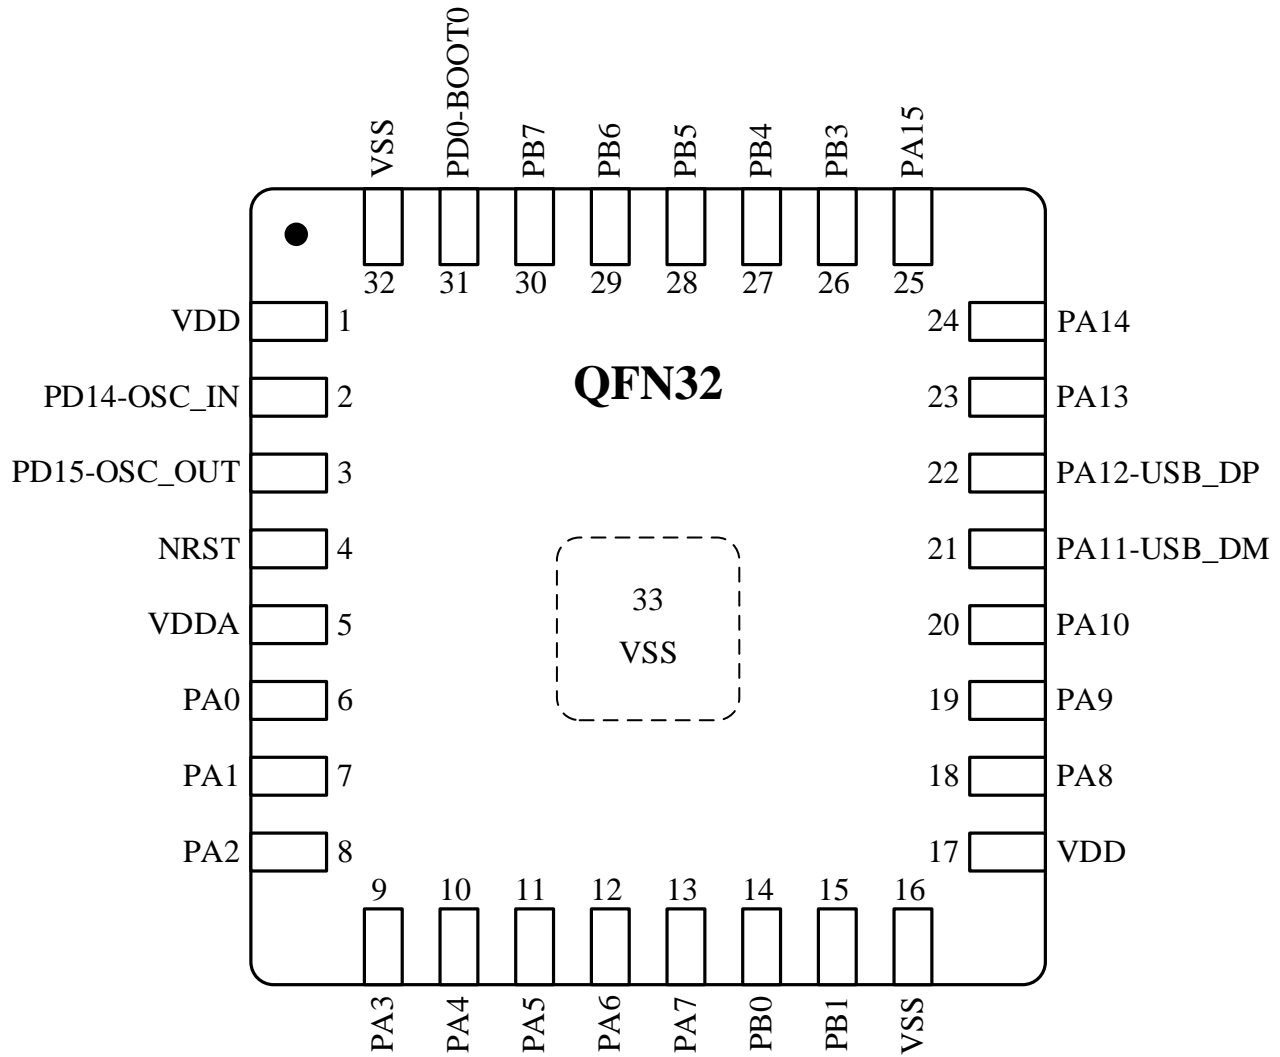 VSS
PD0-BOOT0
PB7
PB6
PB5
PB4
PB3
PA15
32 31 30 29 28 27 26 25
VDD 1
24 PA14
QFN32
PD14-OSC_IN 2
23 PA13
PD15-OSC_OUT 3
22 PA12-USB_DP
NRST 4
21 PA11-USB_DM
33
VSS
VDDA 5
20 PA10
PA0 6
19 PA9
PA1 7
18 PA8
PA2 8
17 VDD
9 10 11 12 13 14 15 16
PA3
PA4
PA5
PA6
PA7
PB0
PB1
VSS